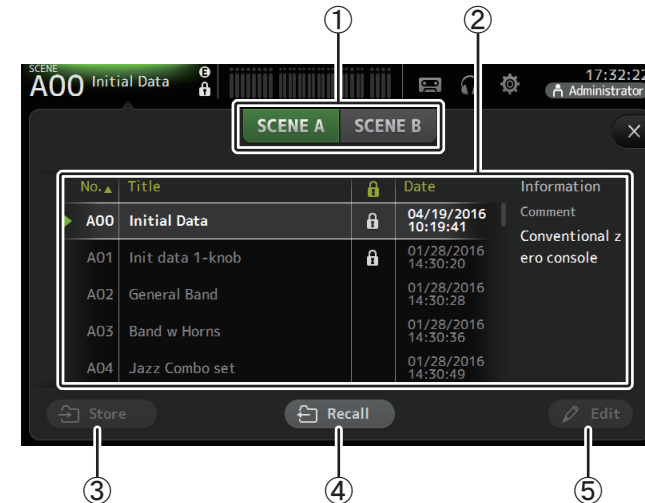 ① ②
SCENE
A00 Initial Data E
17:32:22
Administrator
SCENE A SCENE B
No.▲ Title Date Information
A00 Initial Data 04/19/2016 10:19:41
Comment
Conventional z
ero console
A01 Init data 1-knob 01/28/2016 14:30:20
A02 General Band 01/28/2016 14:30:28
A03 Band w Horns 01/28/2016 14:30:36
A04 Jazz Combo set 01/28/2016 14:30:49
Store Recall Edit
③ ④ ⑤